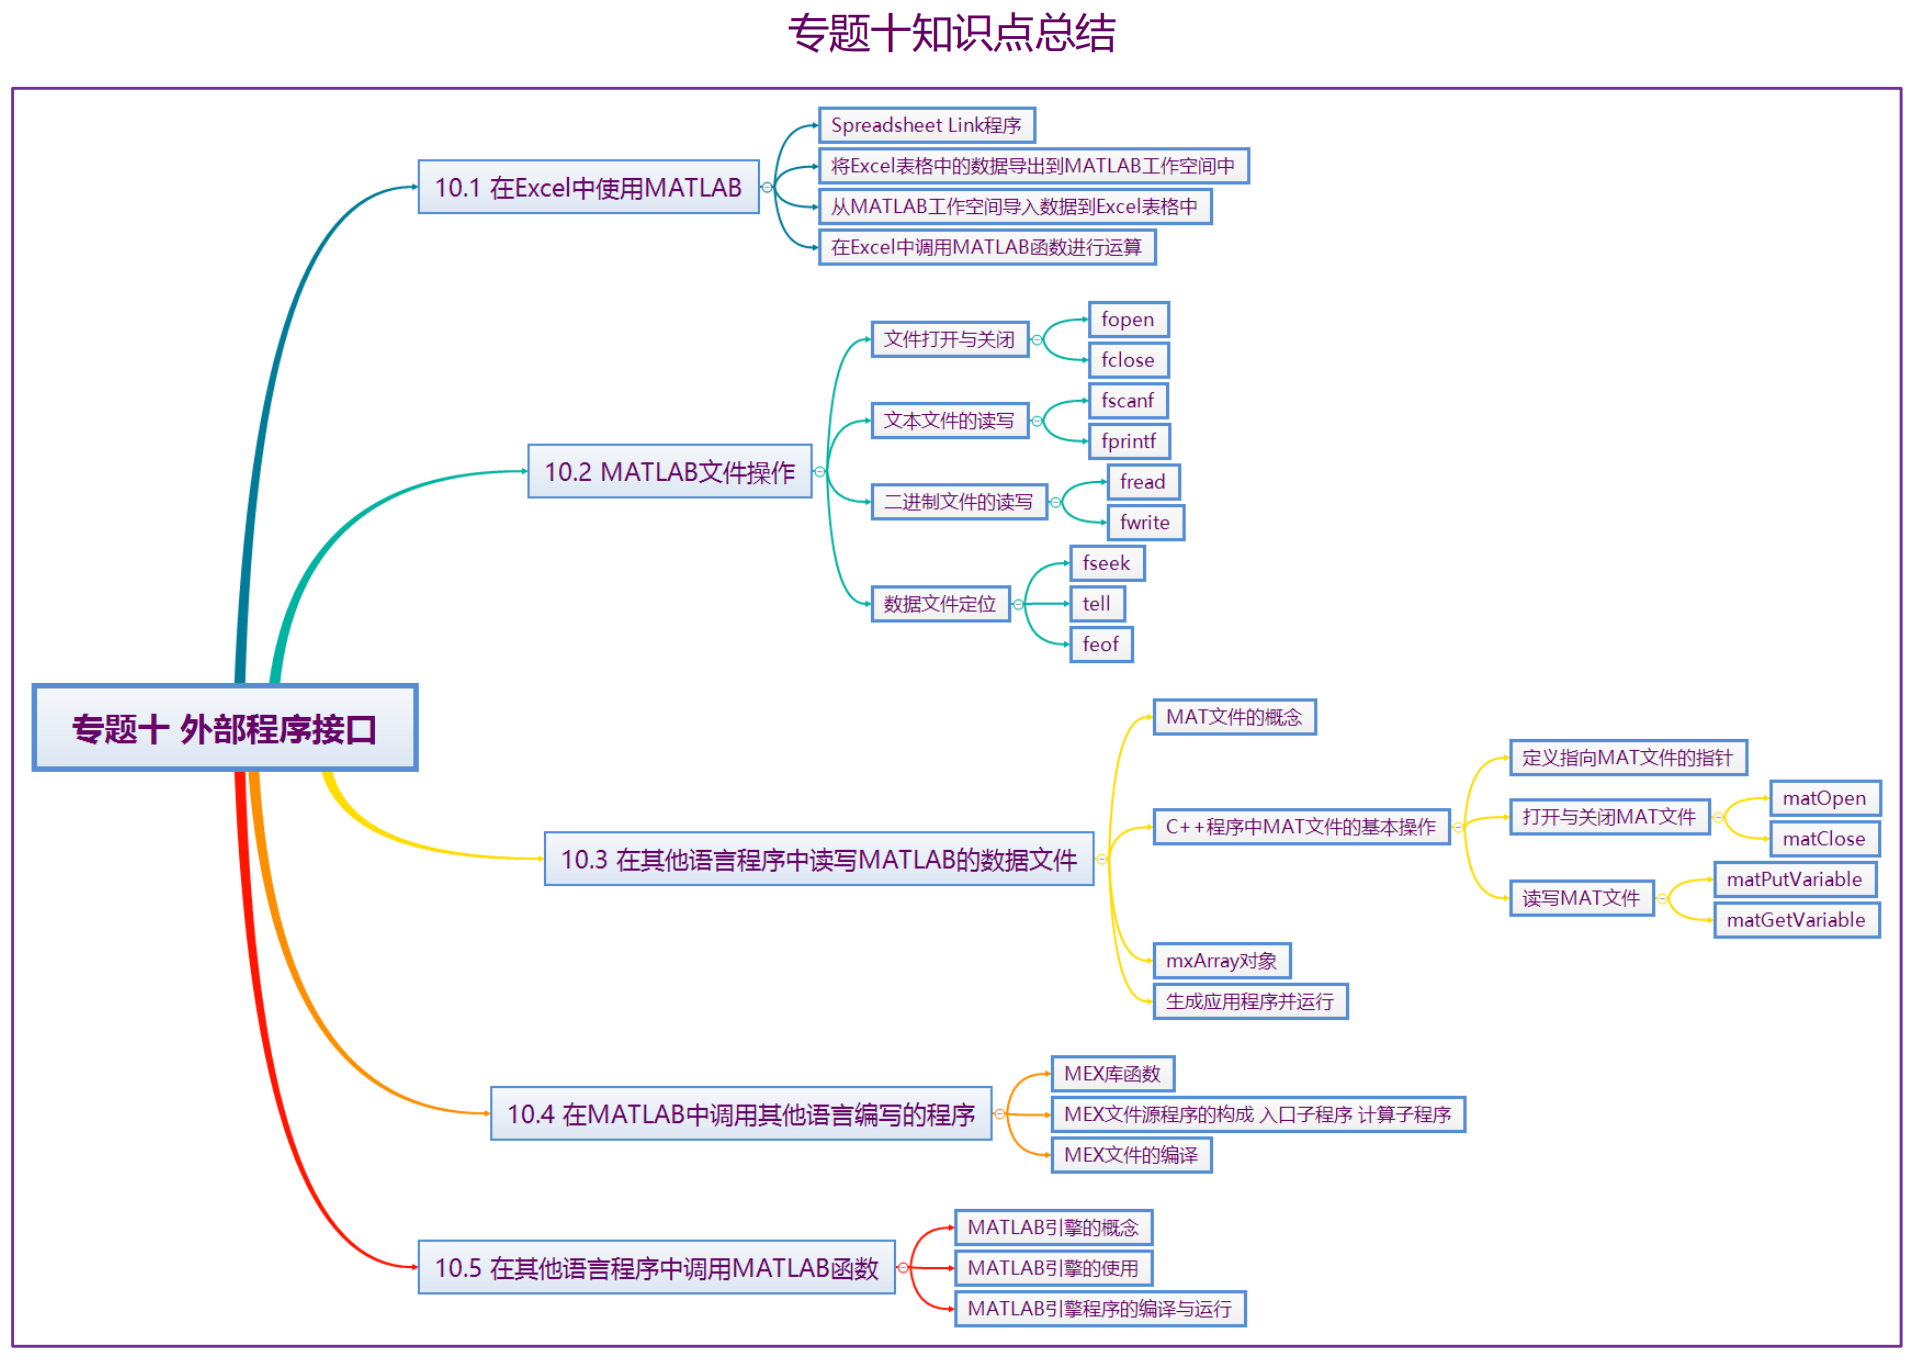 专题十知识点总结
专题十 外部程序接口
10.1 在Excel中使用MATLAB
Spreadsheet Link程序
将Excel表格中的数据导出到MATLAB工作空间中
从MATLAB工作空间导入数据到Excel表格中
在Excel中调用MATLAB函数进行运算
10.2 MATLAB文件操作
文件打开与关闭
fopen
fclose
文本文件的读写
fscanf
fprintf
二进制文件的读写
fread
fwrite
数据文件定位
fseek
tell
feof
10.3 在其他语言程序中读写MATLAB的数据文件
MAT文件的概念
C++程序中MAT文件的基本操作
定义指向MAT文件的指针
打开与关闭MAT文件
matOpen
matClose
读写MAT文件
matPutVariable
matGetVariable
mxArray对象
生成应用程序并运行
10.4 在MATLAB中调用其他语言编写的程序
MEX库函数
MEX文件源程序的构成 入口子程序 计算子程序
MEX文件的编译
10.5 在其他语言程序中调用MATLAB函数
MATLAB引擎的概念
MATLAB引擎的使用
MATLAB引擎程序的编译与运行